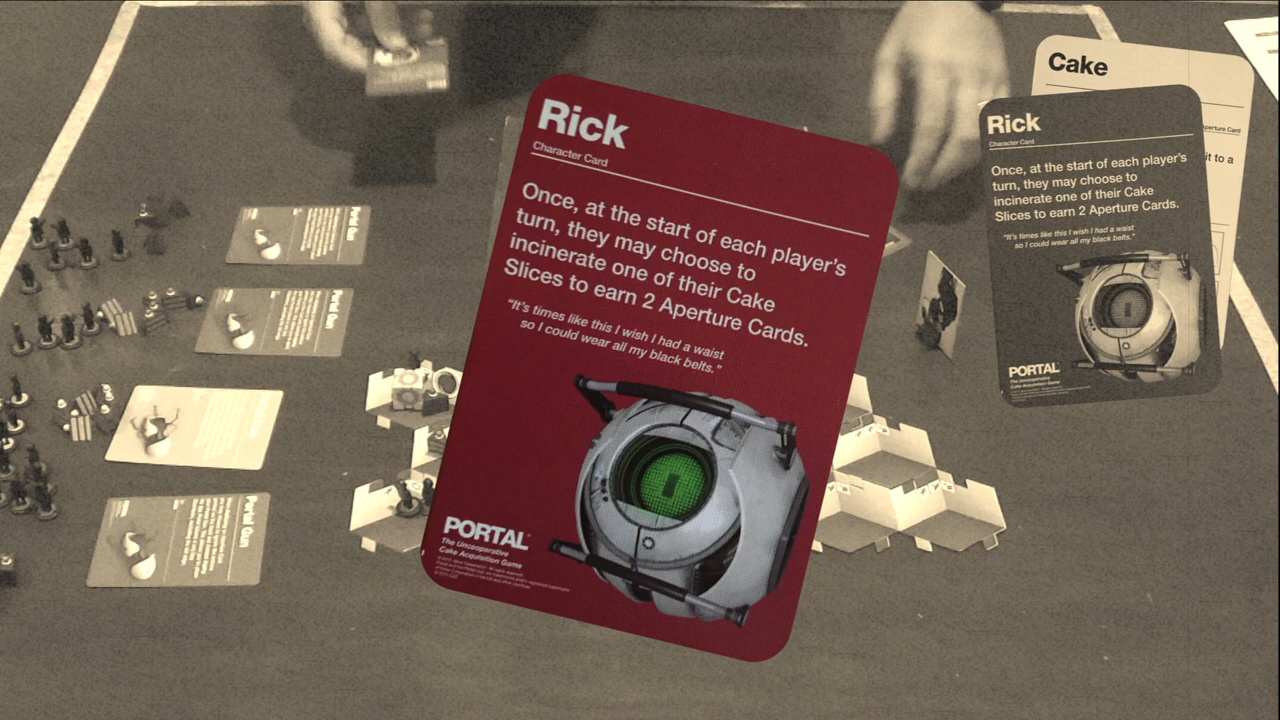 Rick
Character Card
Once, at the start of each player's
turn, they may choose to
incinerate one of their Cake
Slices to earn 2 Aperture Cards.
"It's times like this I wish I had a waist
so I could wear all my black belts."
PORTAL
The Uncooperative
Cake Acquisition Game
Cake
Aperture Card
it to a
Rick
Character Card
Once, at the start of each player's
turn, they may choose to
incinerate one of their Cake
Slices to earn 2 Aperture Cards.
"It's times like this I wish I had a waist
so I could wear all my black belts."
PORTAL
The Uncooperative
Cake Acquisition Game
Portal Gun
Portal Gun
Portal Gun